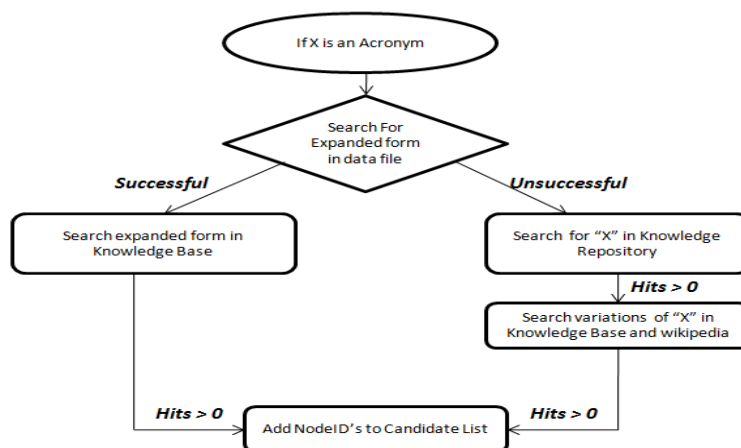 If X is an Acronym
Search For
Expanded form
in data file
Successful
Unsuccessful
Search expanded form in
Knowledge Base
Search for “X” in Knowledge
Repository
Hits > 0
Search variations of “X” in
Knowledge Base and wikipedia
Hits > 0
Hits > 0
Add NodeID's to Candidate List